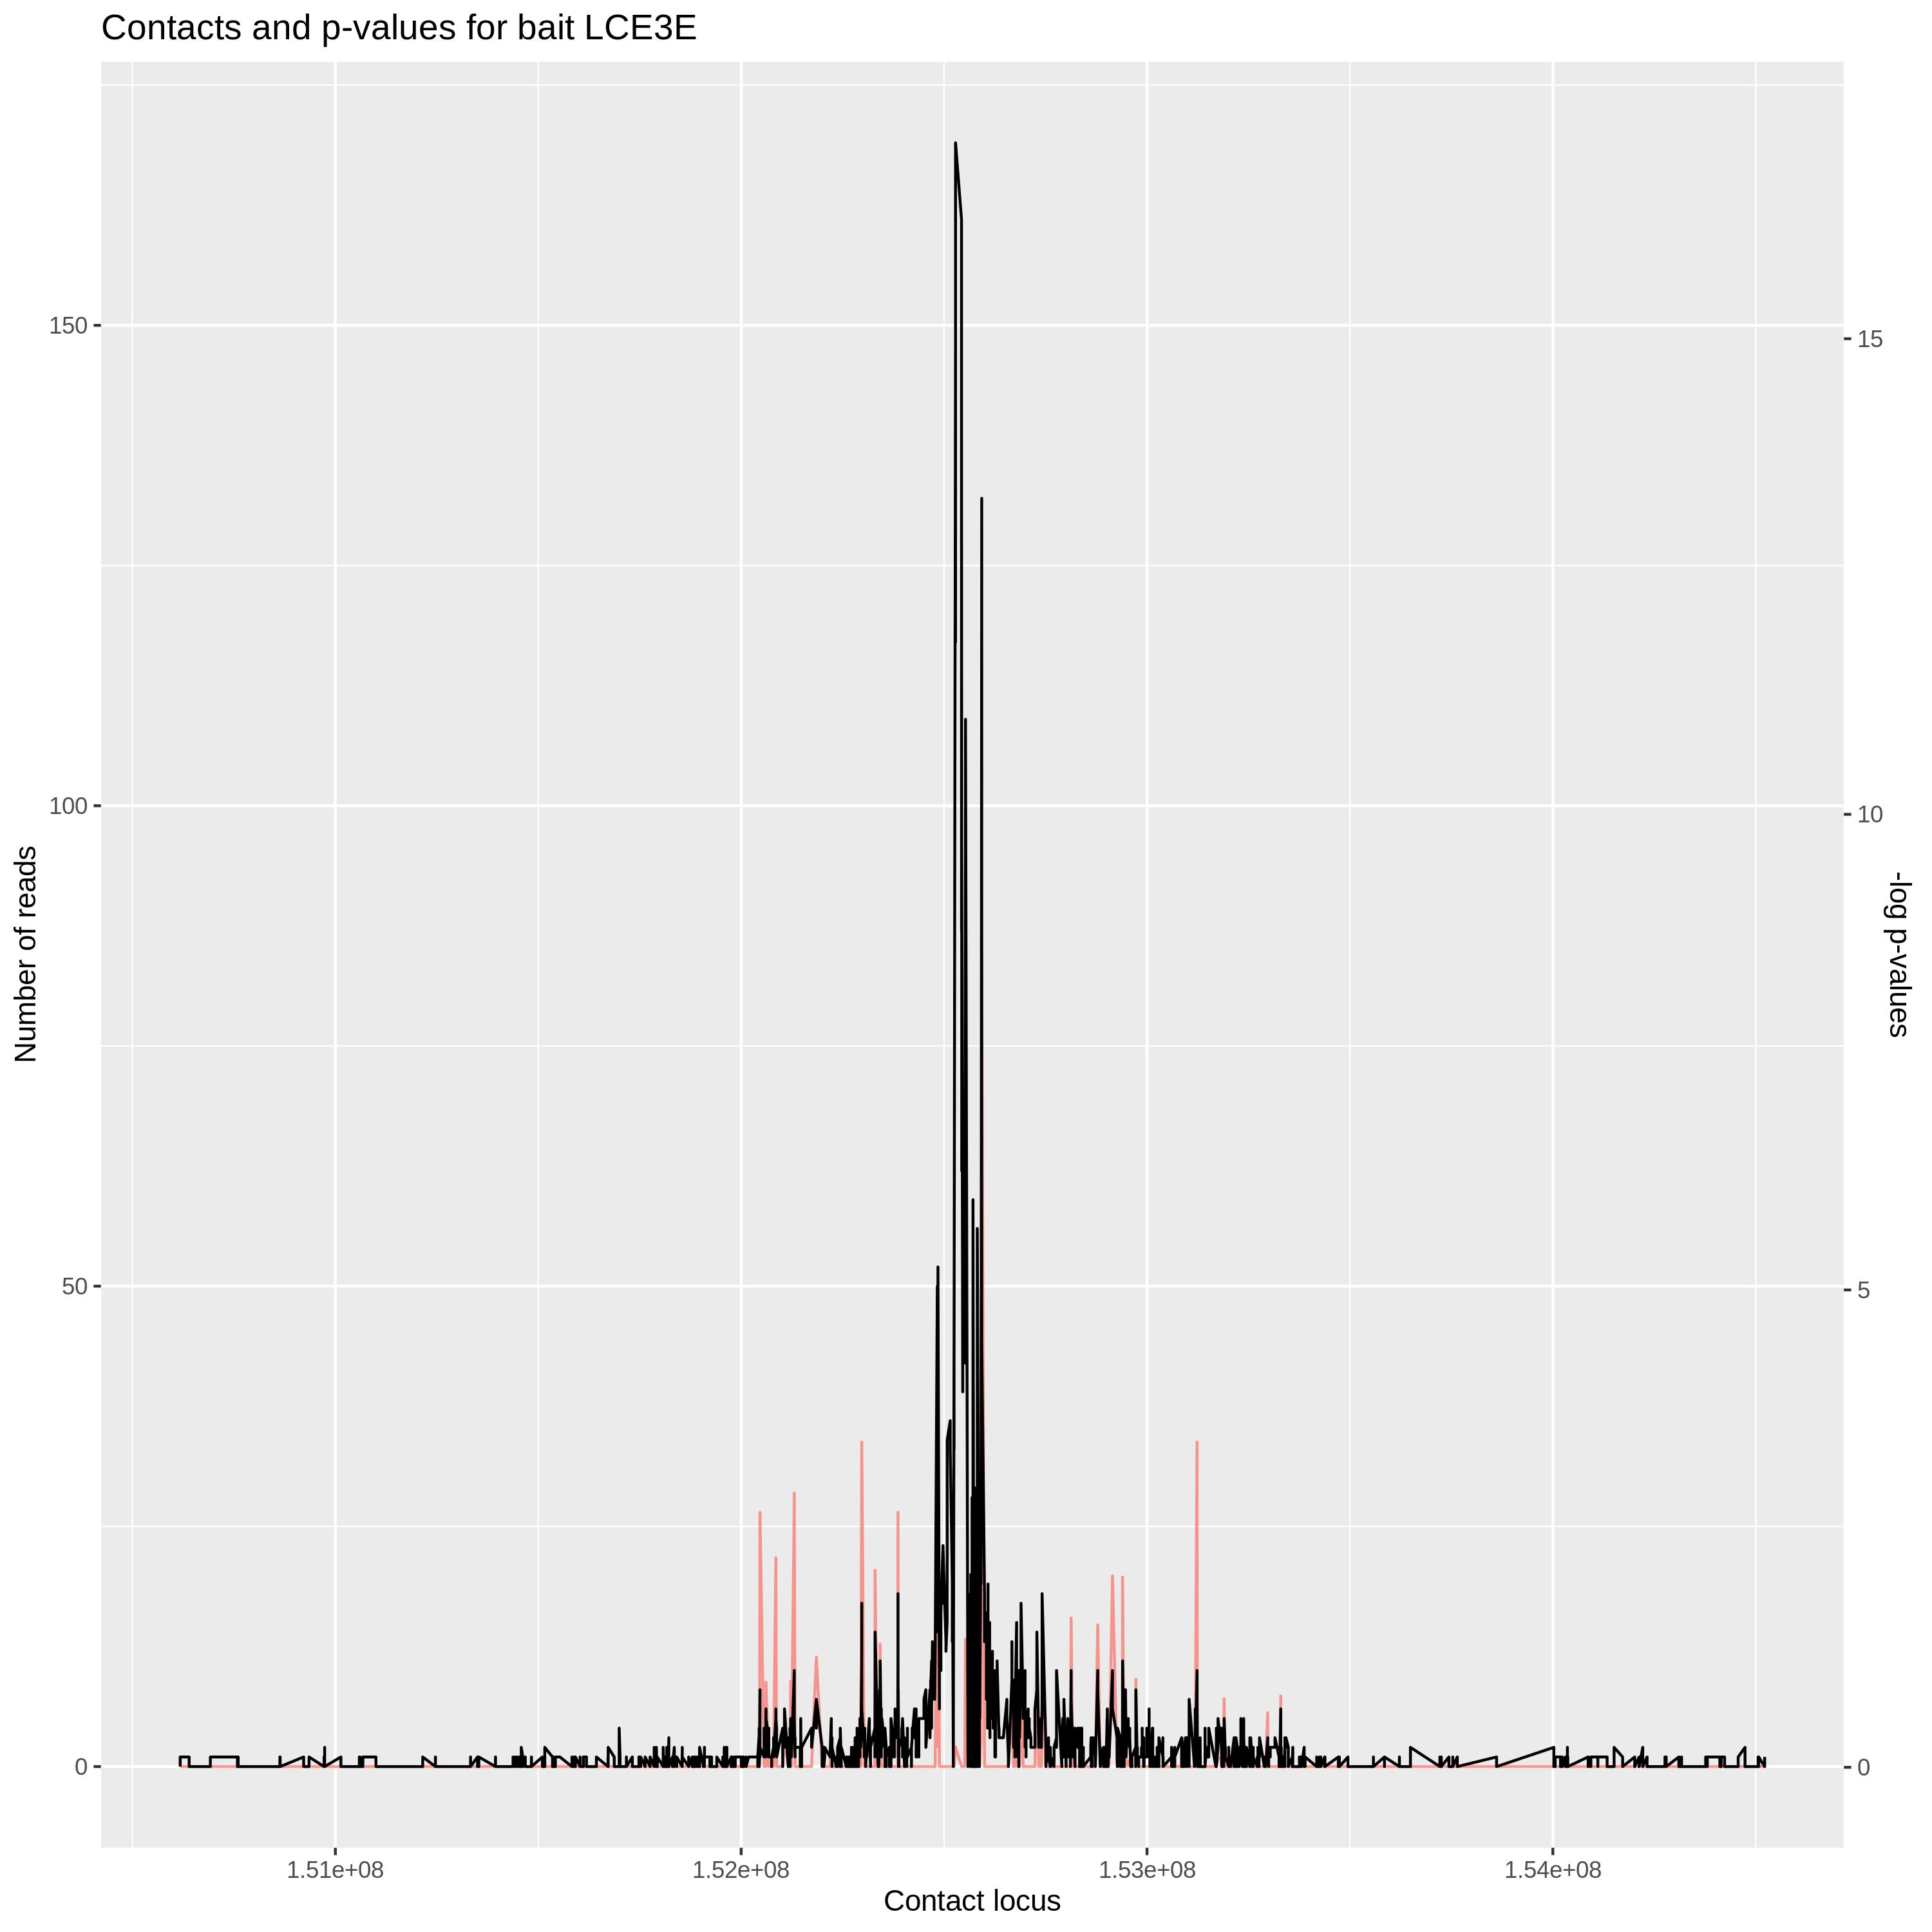 Contacts and p-values for bait LCE3E
Number of reads
150
100
50
0
15
10
5
0
-log p-values
1.51e+08
1.52e+08
1.53e+08
1.54e+08
Contact locus